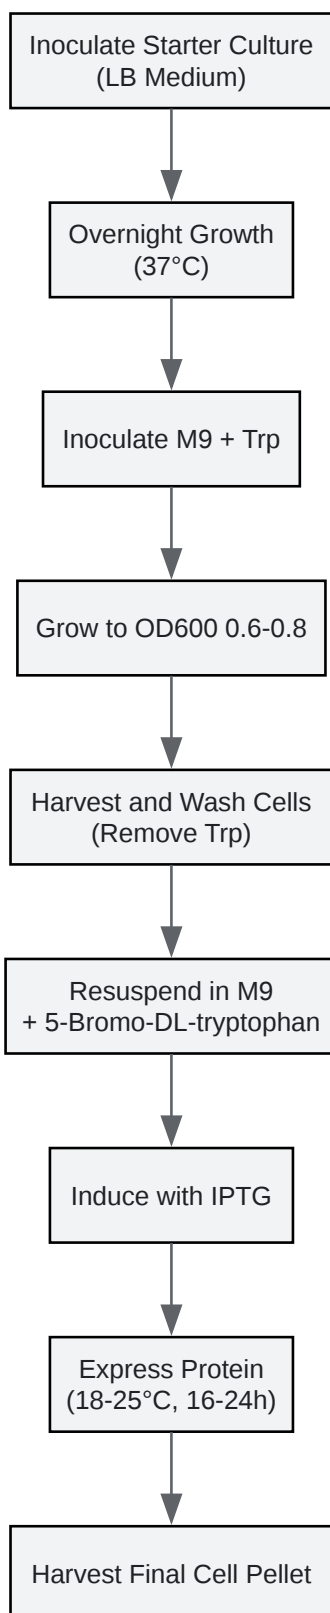 Inoculate Starter Culture
(LB Medium)
Overnight Growth
(37°C)
Inoculate M9 + Trp
Grow to OD600 0.6-0.8
Harvest and Wash Cells
(Remove Trp)
Resuspend in M9
+ 5-Bromo-DL-tryptophan
Induce with IPTG
Express Protein
(18-25°C, 16-24h)
Harvest Final Cell Pellet